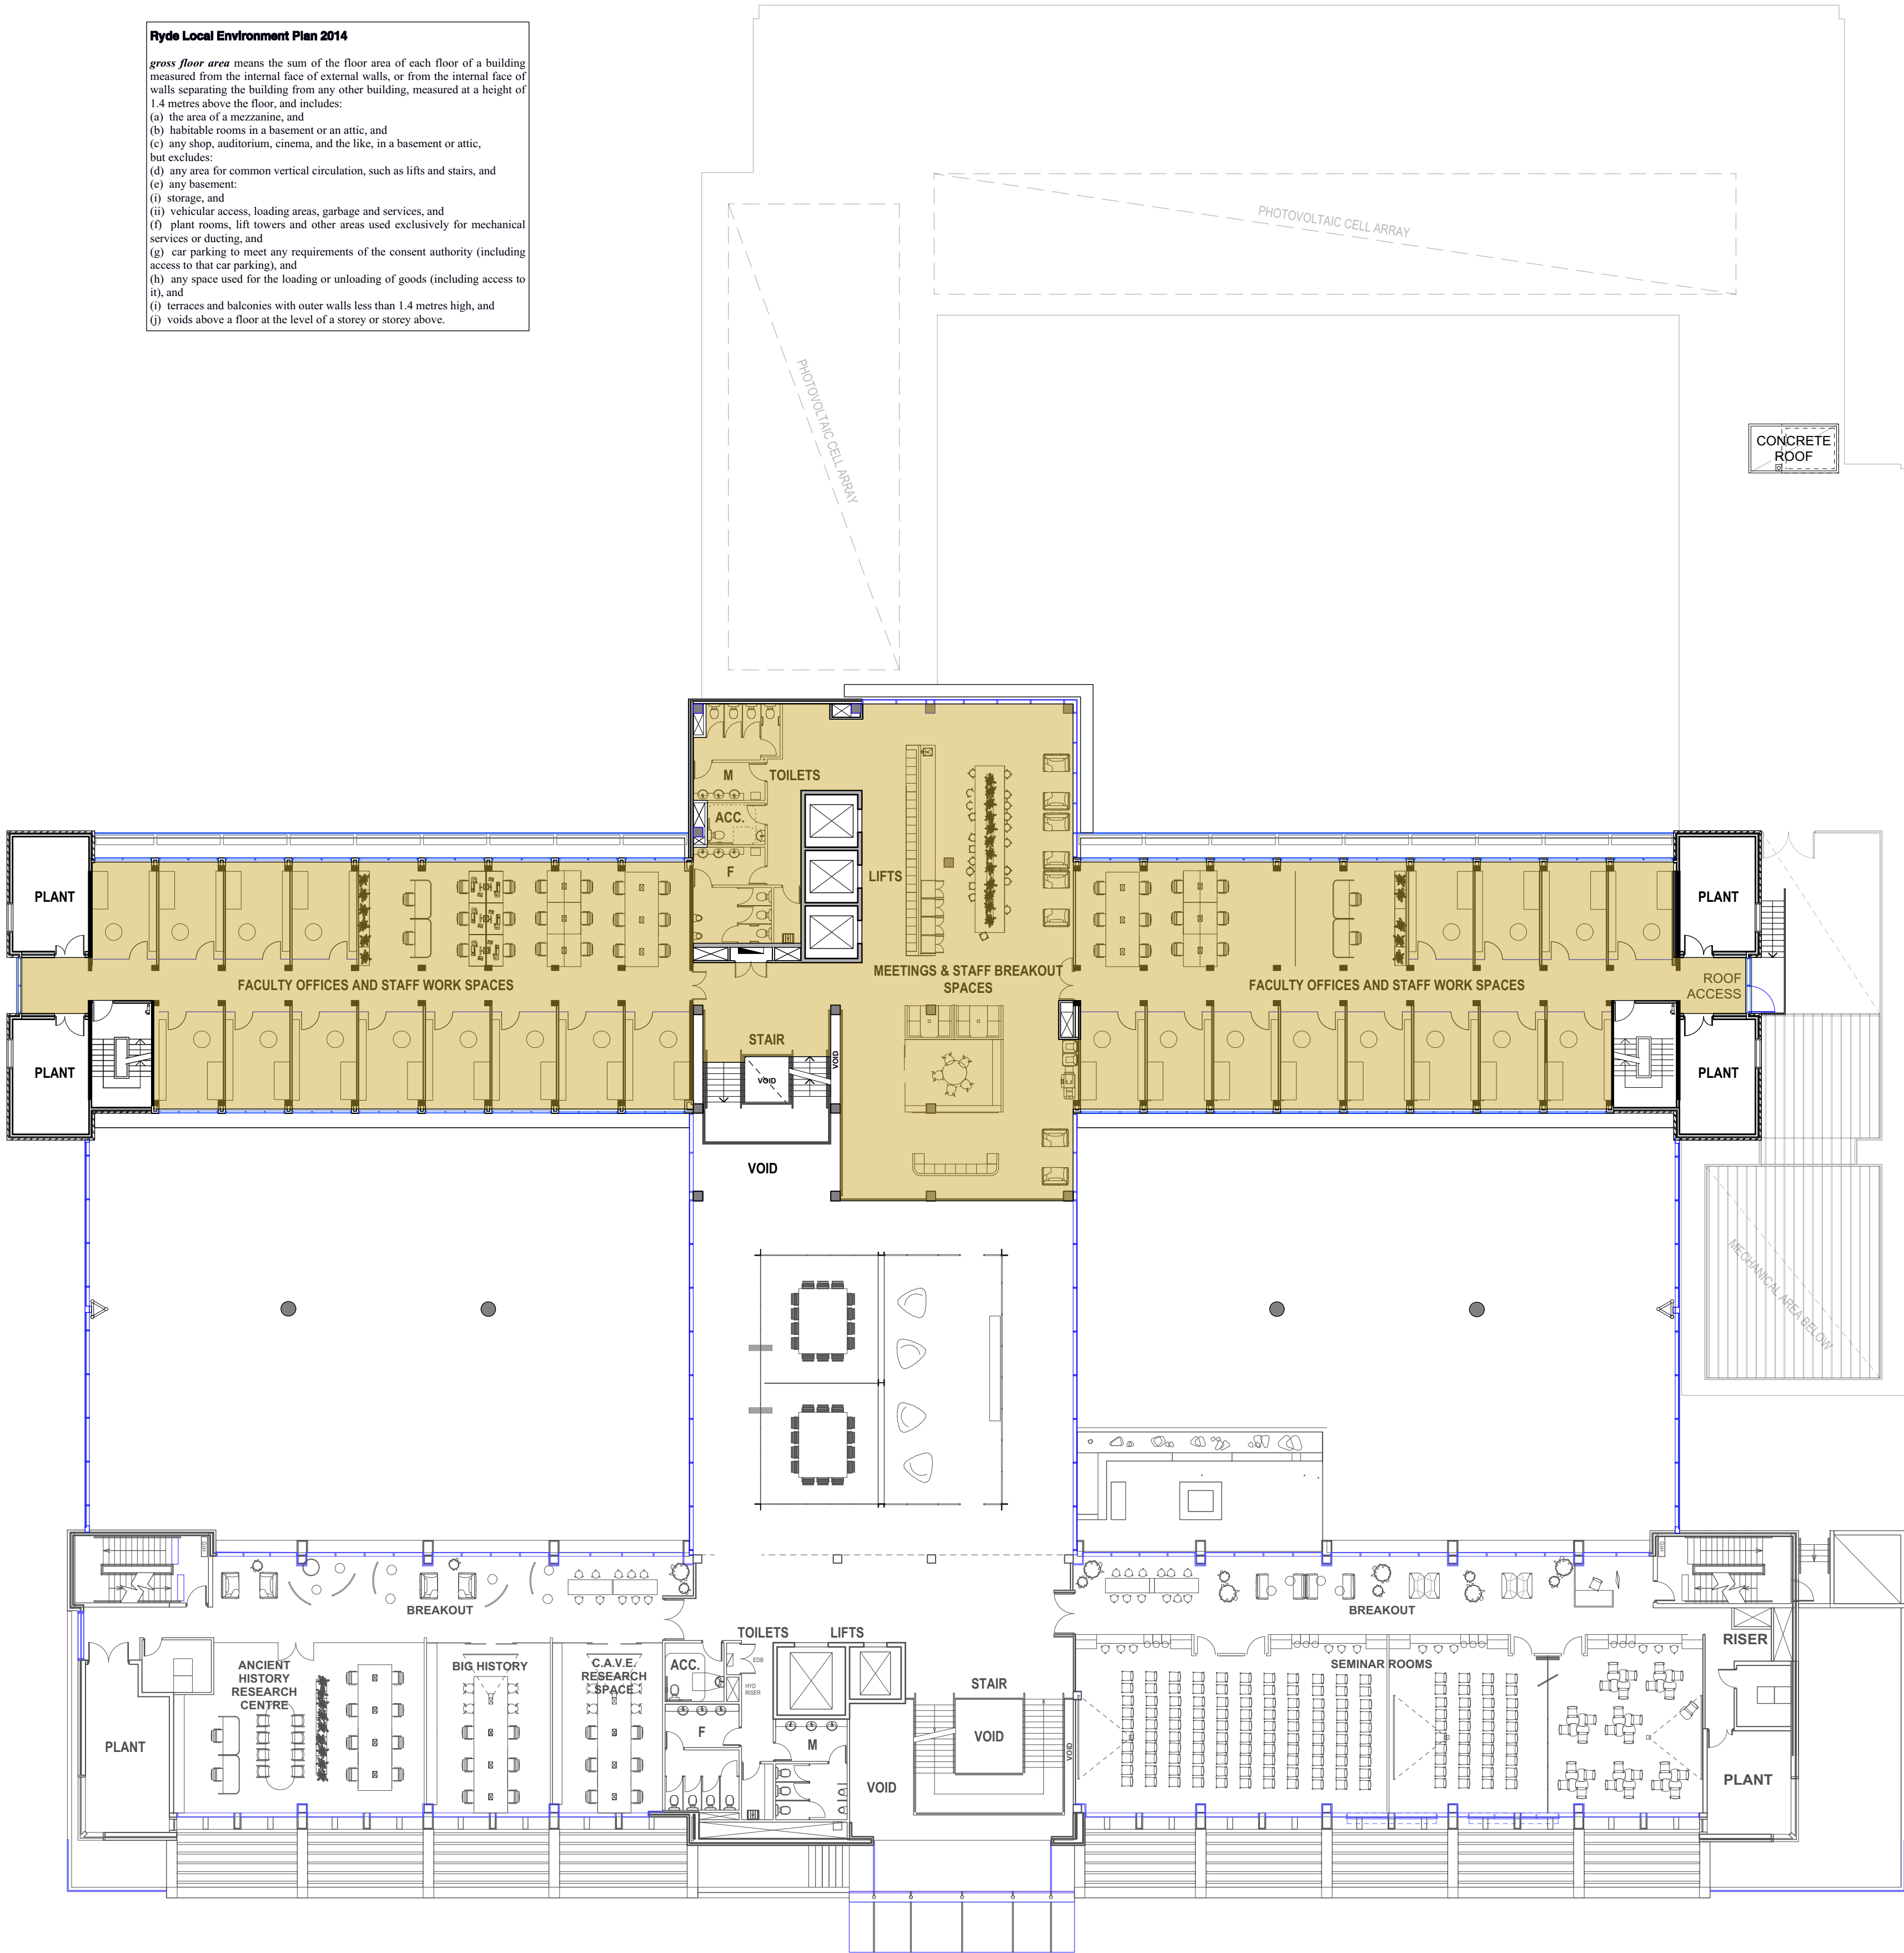 Ryde Local Environment Plan 2014
gross floor area means the sum of the floor area of each floor of a building
measured from the internal face of external walls, or from the internal face of
walls separating the building from any other building, measured at a height of
1.4 metres above the floor, and includes:
(a) the area of a mezzanine, and
(b) habitable rooms in a basement or an attic, and
(c) any shop, auditorium, cinema, and the like, in a basement or attic,
but excludes:
(d) any area for common vertical circulation, such as lifts and stairs, and
(e) any basement:
(i) storage, and
(ii) vehicular access, loading areas, garbage and services, and
(f) plant rooms, lift towers and other areas used exclusively for mechanical
services or ducting, and
(g) car parking to meet any requirements of the consent authority (including
access to that car parking), and
(h) any space used for the loading or unloading of goods (including access to
it), and
(i) terraces and balconies with outer walls less than 1.4 metres high, and
(j) voids above a floor at the level of a storey or storey above.
PHOTOVOLTAIC CELL ARRAY
PHOTOVOLTAIC CELL ARRAY
CONCRETE
ROOF
M
TOILETS
ACC.
F
LIFTS
PLANT
PLANT
MEETINGS & STAFF BREAKOUT
SPACES
FACULTY OFFICES AND STAFF WORK SPACES
FACULTY OFFICES AND STAFF WORK SPACES
ROOF
ACCESS
STAIR
VOID
VOID
PLANT
PLANT
VOID
MECHANICAL AREA BELOW
HYD
HYD
BREAKOUT
BREAKOUT
TOILETS
LIFTS
RISER
ANCIENT
HISTORY
RESEARCH
CENTRE
BIG HISTORY
C.A.V.E.
RESEARCH
SPACE
ACC.
EDB
HYD
RISER
SEMINAR ROOMS
STAIR
F
M
VOID
VOID
VOID
PLANT
PLANT